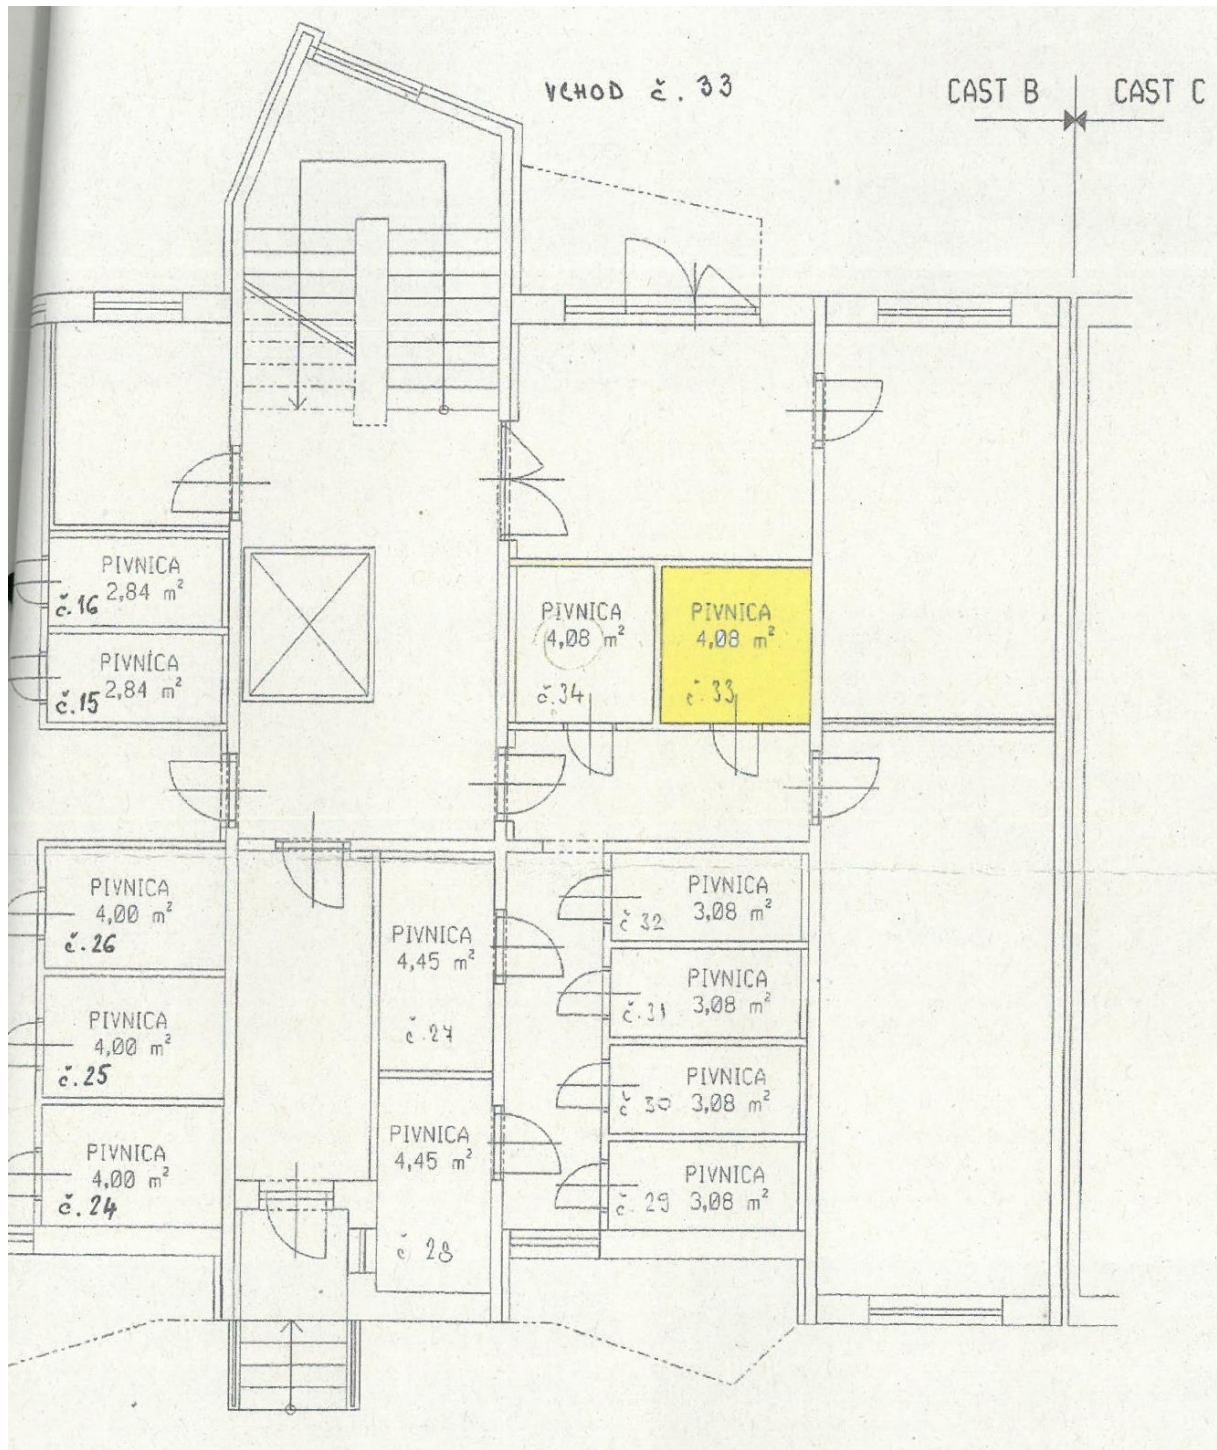 VCHOD č. 33
CAST B
CAST C
PIVNICA
2,84 m²
č.16
PIVNICA
2,84 m²
č.15
PIVNICA
4,08 m²
č.34
PIVNICA
4,08 m²
č.33
PIVNICA
4,00 m²
č.26
PIVNICA
4,00 m²
č.25
PIVNICA
4,00 m²
č.24
PIVNICA
4,45 m²
č.27
PIVNICA
4,45 m²
č 28
PIVNICA
3,08 m²
č 32
PIVNICA
3,08 m²
č.31
PIVNICA
č 30 3,08 m²
PIVNICA
č.29 3,08 m²